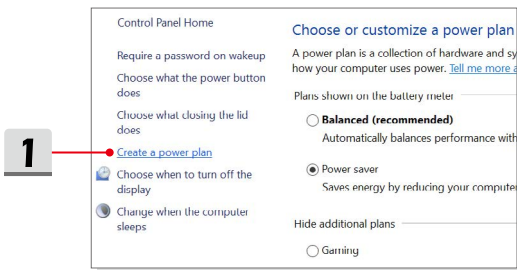 1
Control Panel Home
Require a password on wakeup
Choose what the power button
does
Choose what closing the lid
does
Create a power plan
Choose when to turn off the
display
Change when the computer
sleeps
Choose or customize a power plan
A power plan is a collection of hardware and sy
how your computer uses power. Tell me more a
Plans shown on the battery meter
Balanced (recommended)
Automatically balances performance with
Power saver
Saves energy by reducing your computer
Hide additional plans
Gaming